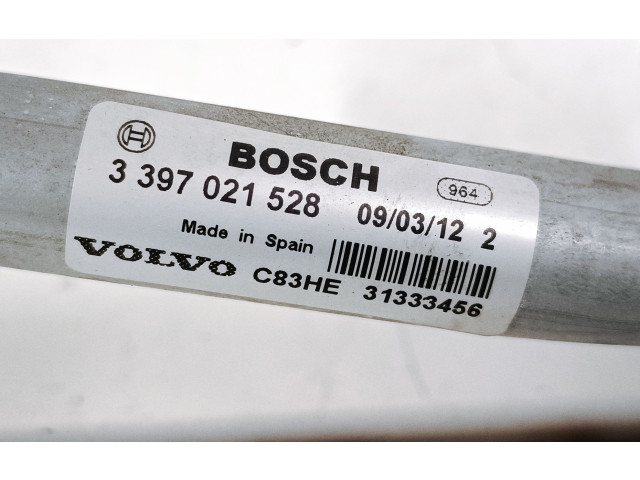 BOSCH 964
3 397 021 528 09/03/12 2
Made in Spain
VOLVO C83HE 31333456